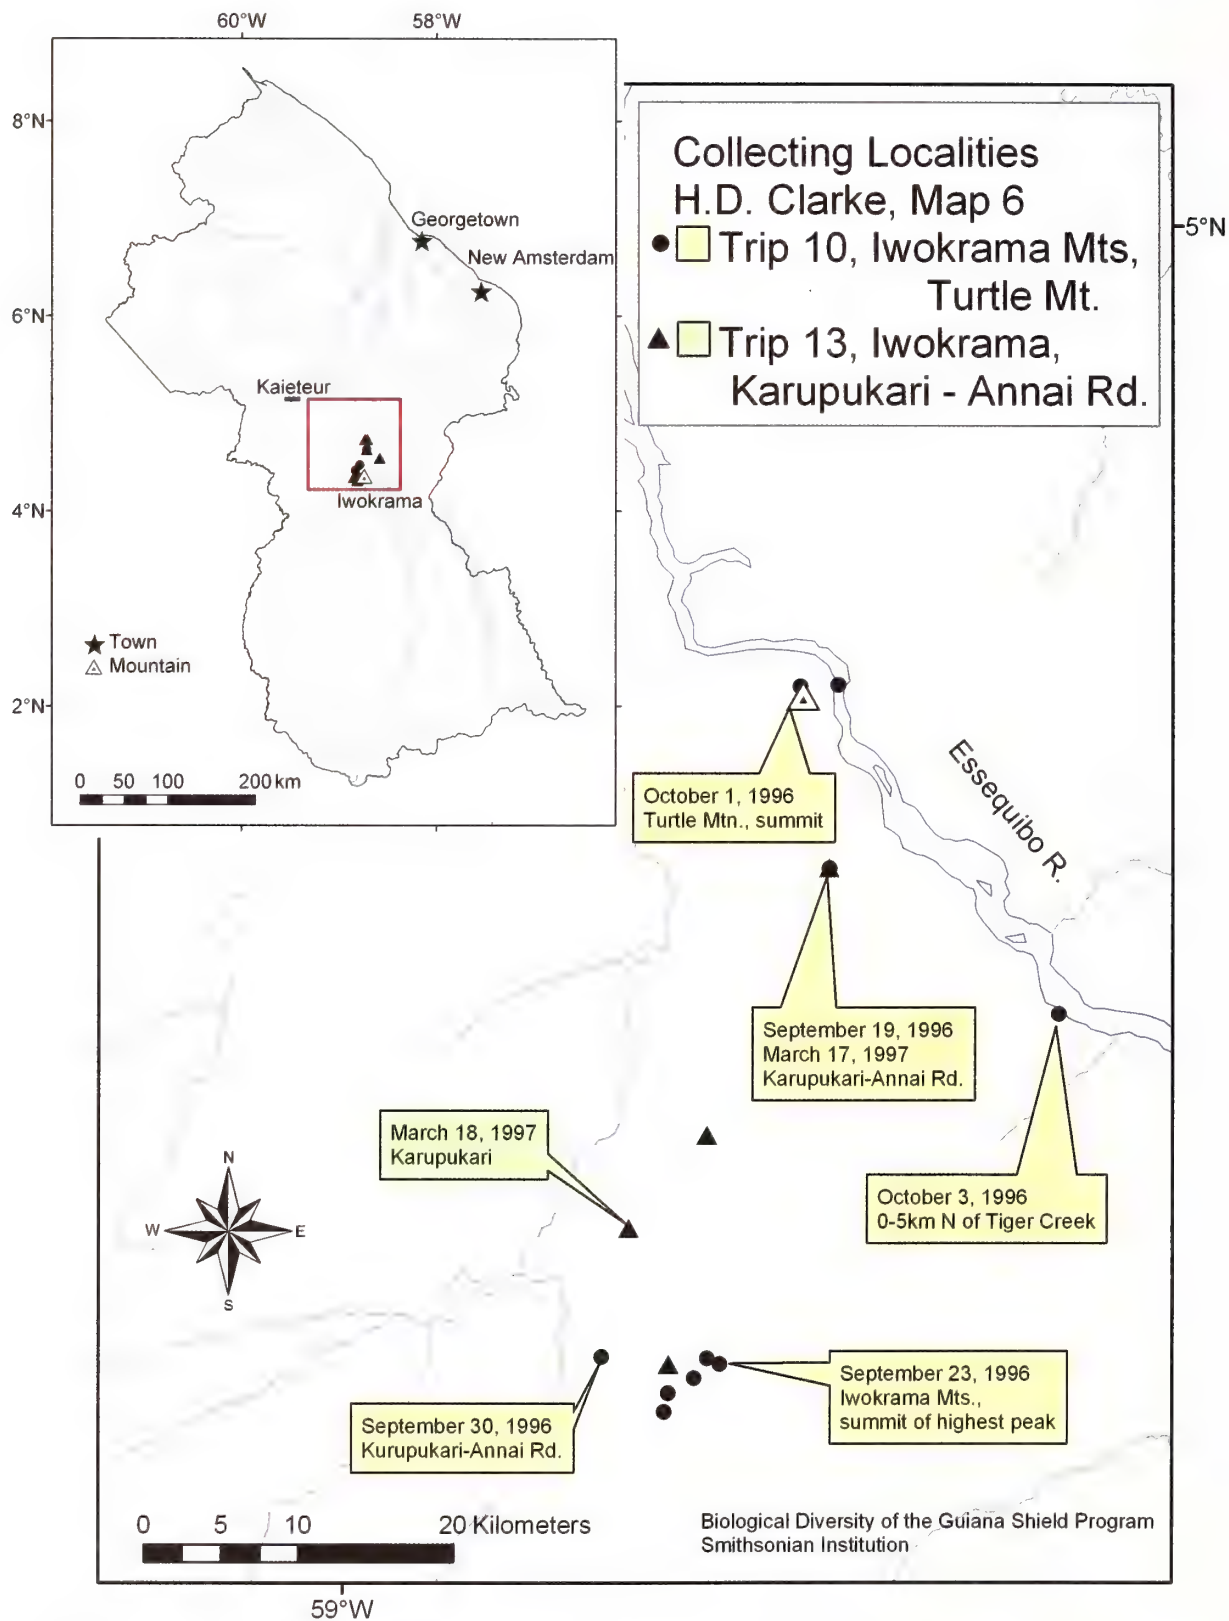 60°W
58°W
8°N
6°N
4°N
2°N
Georgetown
New Amsterdam
Kaieteur
Iwokrama
Town
Mountain
0 50 100 200 km
Collecting Localities
H.D. Clarke, Map 6
Trip 10, Iwokrama Mts,
Turtle Mt.
Trip 13, Iwokrama,
Karupukari - Annai Rd.
5°N
Essequibo R.
October 1, 1996
Turtle Mtn., summit
September 19, 1996
March 17, 1997
Karupukari-Annai Rd.
March 18, 1997
Karupukari
October 3, 1996
0-5km N of Tiger Creek
N
W
E
S
September 23, 1996
Iwokrama Mts.,
summit of highest peak
September 30, 1996
Kurupukari-Annai Rd.
0 5 10 20 Kilometers
Biological Diversity of the Guiana Shield Program
Smithsonian Institution
59°W